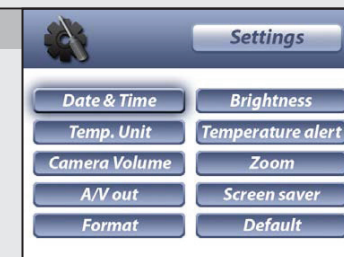 Settings
Date & Time Brightness
Temp. Unit Temperature alert
Camera Volume Zoom
A/V out Screen saver
Format Default